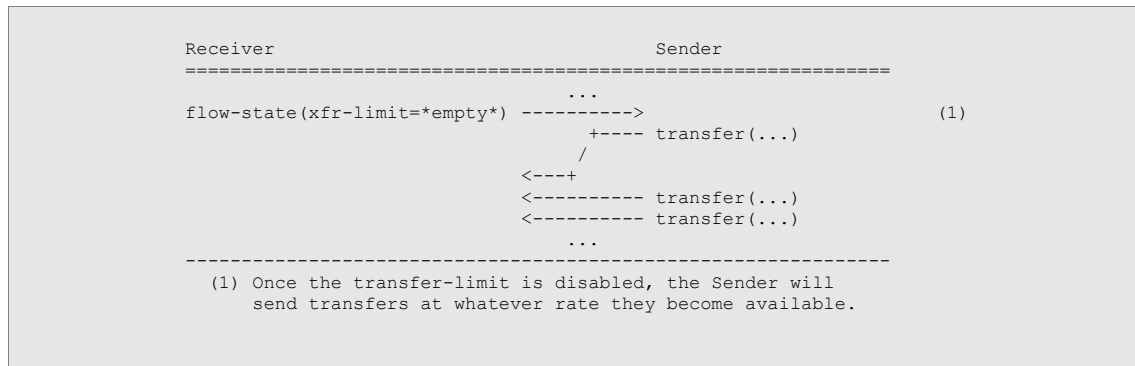 Receiver                                  Sender
===============================================================
                                  ...
flow-state(xfr-limit=*empty*) ----------->                          (1)
                                    +---- transfer(...)
                                   /
                              <---+
                              <---------- transfer(...)
                              <---------- transfer(...)
                                  ...
---------------------------------------------------------------
  (1) Once the transfer-limit is disabled, the Sender will
      send transfers at whatever rate they become available.